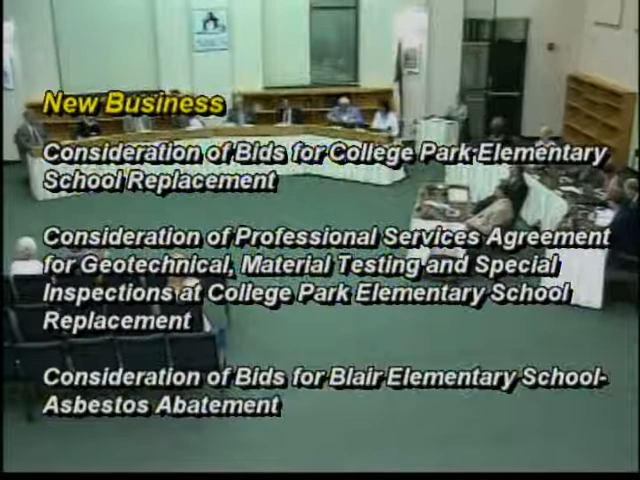 New Business
Consideration of Bids for College Park Elementary
School Replacement
Consideration of Professional Services Agreement
for Geotechnical, Material Testing and Special
Inspections at College Park Elementary School
Replacement
Consideration of Bids for Blair Elementary School-
Asbestos Abatement